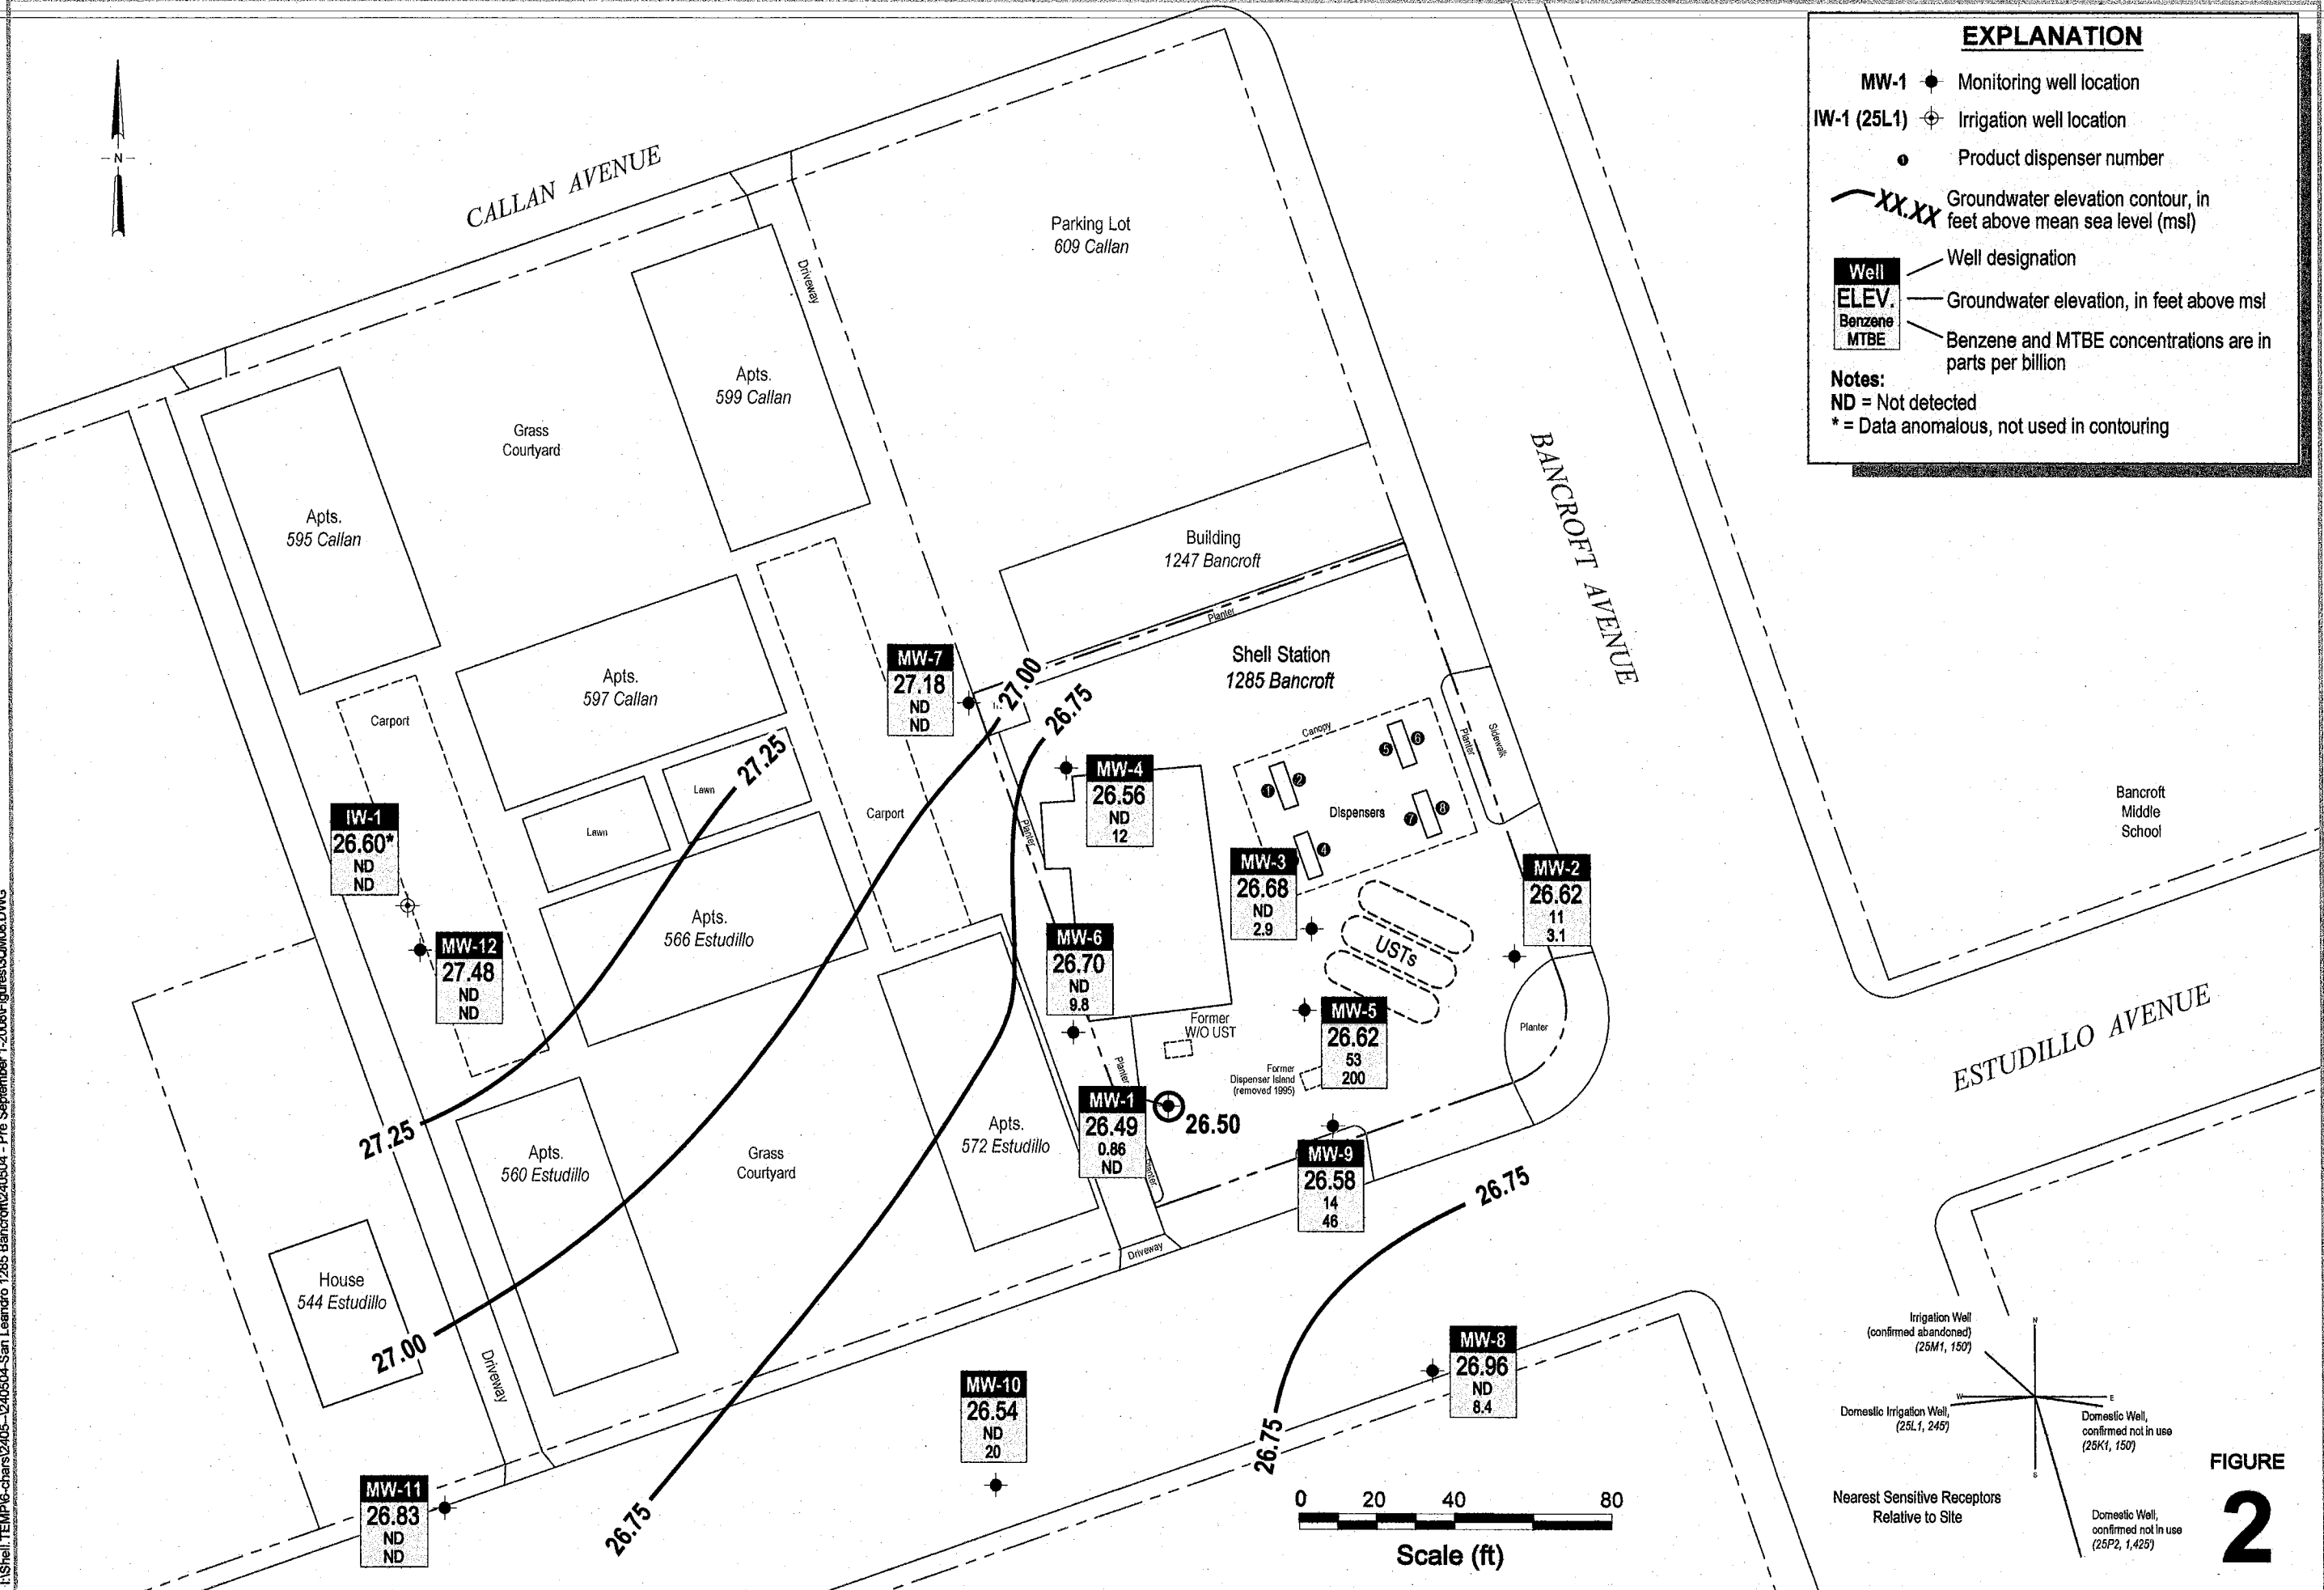 EXPLANATION
MW-1 Monitoring well location
IW-1 (25L1) Irrigation well location
1 Product dispenser number
XX.XX Groundwater elevation contour, in
feet above mean sea level (msl)
Well
ELEV.
Benzene
MTBE
Well designation
Groundwater elevation, in feet above msl
Benzene and MTBE concentrations are in
parts per billion
Notes:
ND = Not detected
* = Data anomalous, not used in contouring
N
CALLAN AVENUE
Parking Lot
609 Callan
Driveway
Apts.
599 Callan
Grass
Courtyard
Apts.
595 Callan
BANCROFT AVENUE
Building
1247 Bancroft
Planter
Shell Station
1285 Bancroft
MW-7
27.18
ND
ND
27.00
26.75
Apts.
597 Callan
Carport
27.25
Lawn
Lawn
Carport
Planter
MW-4
26.56
ND
12
Canopy
5
6
1
2
Dispensers
7
8
4
Planter
Sidewalk
Bancroft
Middle
School
IW-1
26.60*
ND
ND
MW-3
26.68
ND
2.9
MW-2
26.62
11
3.1
USTs
Apts.
566 Estudillo
MW-12
27.48
ND
ND
MW-6
26.70
ND
9.8
Former
W/O UST
MW-5
26.62
53
200
Planter
ESTUDILLO AVENUE
Former
Dispenser Island
(removed 1995)
Planter
MW-1
26.49
0.86
ND
26.50
Planter
27.25
Apts.
560 Estudillo
Grass
Courtyard
Apts.
572 Estudillo
MW-9
26.58
14
46
26.75
Driveway
House
544 Estudillo
27.00
Driveway
MW-10
26.54
ND
20
MW-8
26.96
ND
8.4
26.75
26.75
MW-11
26.83
ND
ND
0 20 40 80
Scale (ft)
Irrigation Well
(confirmed abandoned)
(25M1, 150')
N
W
E
S
Domestic Irrigation Well,
(25L1, 245')
Domestic Well,
confirmed not in use
(25K1, 150')
Domestic Well,
confirmed not in use
(25P2, 1,425')
Nearest Sensitive Receptors
Relative to Site
FIGURE
2